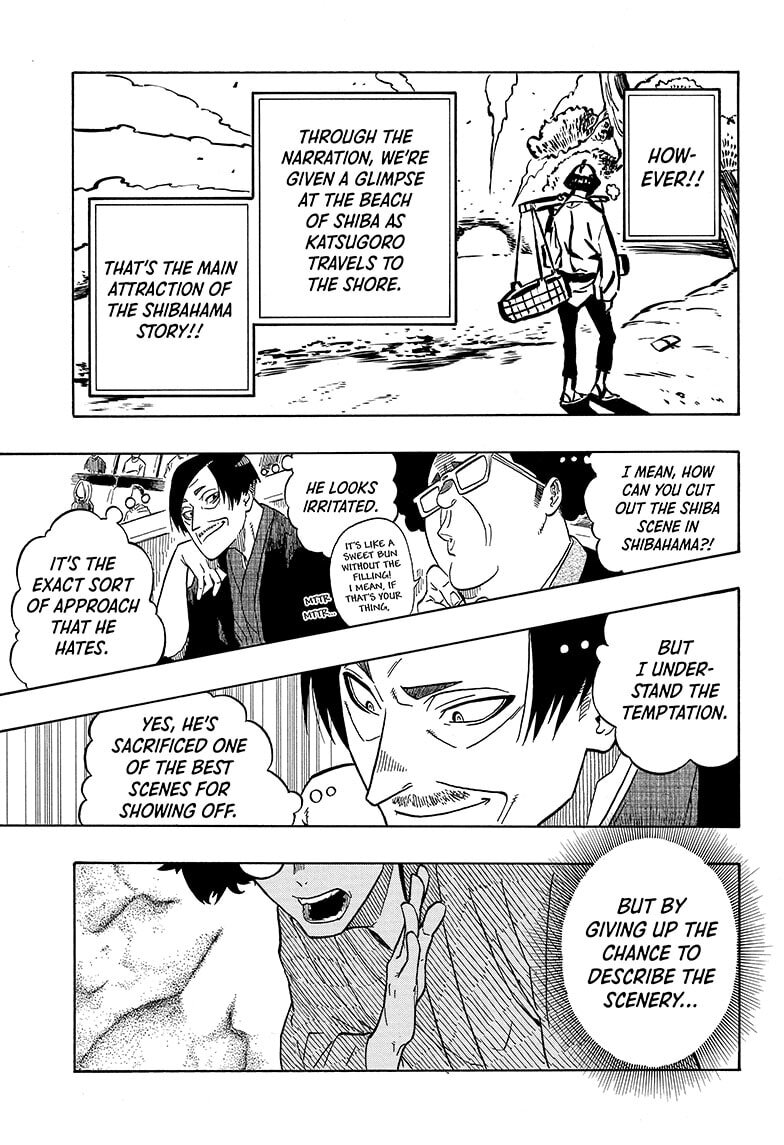 HOW-
EVER!!
THROUGH THE
NARRATION, WE'RE
GIVEN A GLIMPSE
AT THE BEACH
OF SHIBA AS
KATSUGORO
TRAVELS TO
THE SHORE.
THAT'S THE MAIN
ATTRACTION OF
THE SHIBAHAMA
STORY!!
I MEAN, HOW
CAN YOU CUT
OUT THE SHIBA
SCENE IN
SHIBAHAMA?!
IT'S LIKE A
SWEET BUN
WITHOUT THE
FILLING!
I MEAN, IF
THAT'S YOUR
THING.
MTTR
MTTR...
HE LOOKS
IRRITATED.
IT'S THE
EXACT SORT
OF APPROACH
THAT HE
HATES.
BUT
I UNDER-
STAND THE
TEMPTATION.
YES, HE'S
SACRIFICED ONE
OF THE BEST
SCENES FOR
SHOWING OFF.
BUT BY
GIVING UP THE
CHANCE TO
DESCRIBE THE
SCENERY...